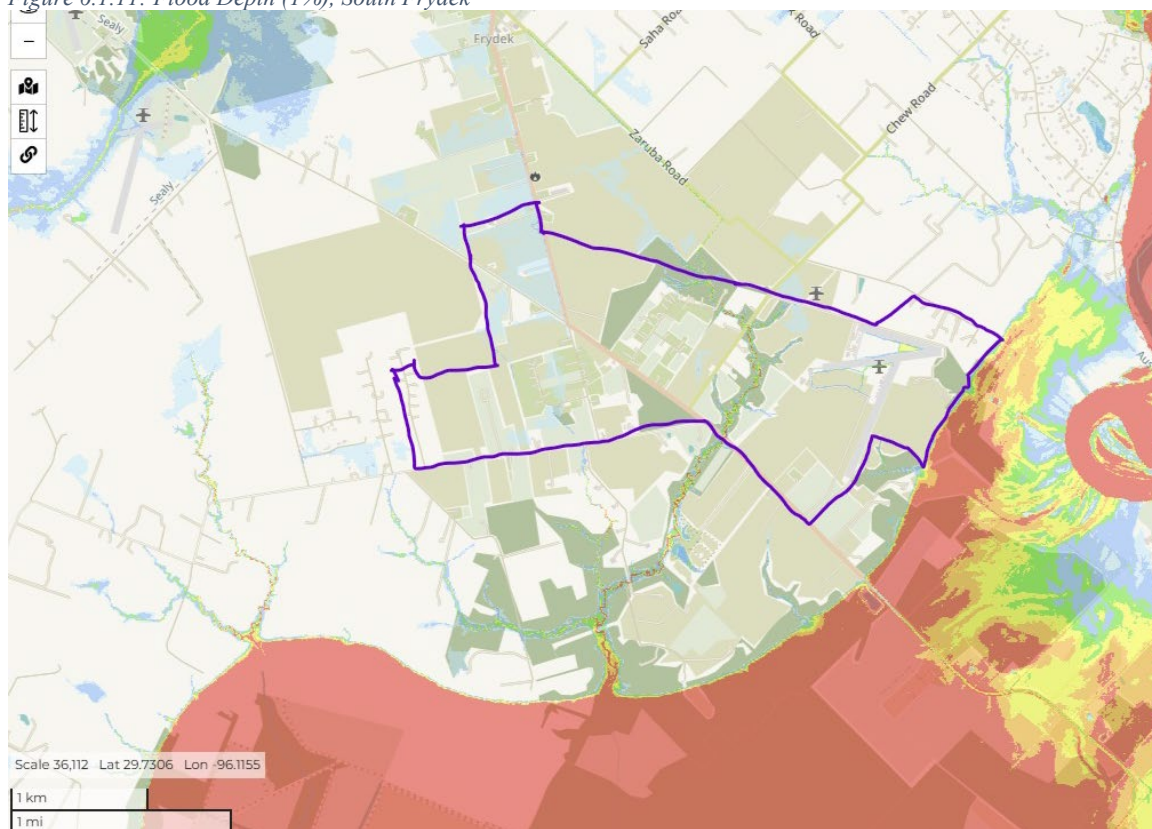 Figure 6.1.11: Flood Depth (1%), South Frydek
Sealy
Frydek
Saha Road
Road
Chew Road
Zaruba Road
Sealy
Scale 36,112 Lat 29.7306 Lon -96.1155
1 km
1 mi